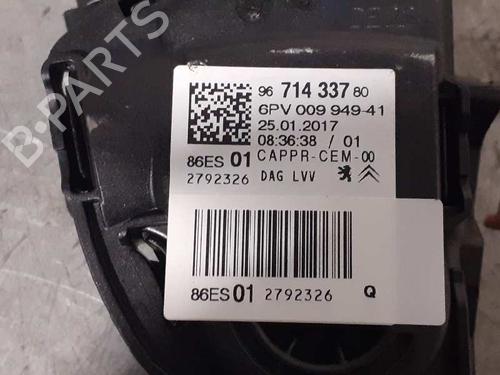 B-PARTS
96 714 337 80
6PV 009 949-41
25.01.2017
08:36:38 / 01
86ES 01 CAPPR-CEM-00
2792326 DAG LVV
86ES 01 2792326 Q